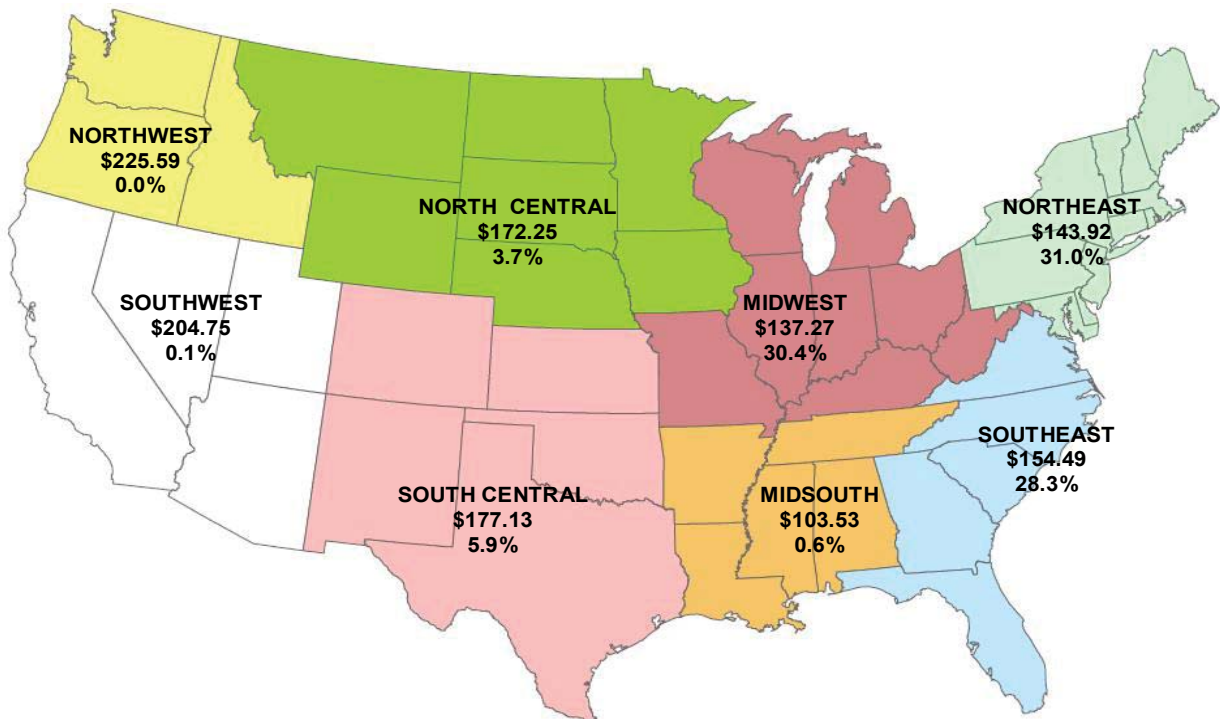 NORTHWEST
$225.59
0.0%
NORTH CENTRAL
$172.25
3.7%
NORTHEAST
$143.92
31.0%
SOUTHWEST
$204.75
0.1%
MIDWEST
$137.27
30.4%
SOUTHEAST
$154.49
28.3%
SOUTH CENTRAL
$177.13
5.9%
MIDSOUTH
$103.53
0.6%